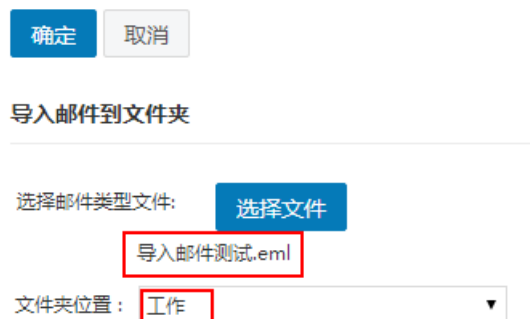 确定 取消
导入邮件到文件夹
选择邮件类型文件: 选择文件
导入邮件测试.eml
文件夹位置： 工作